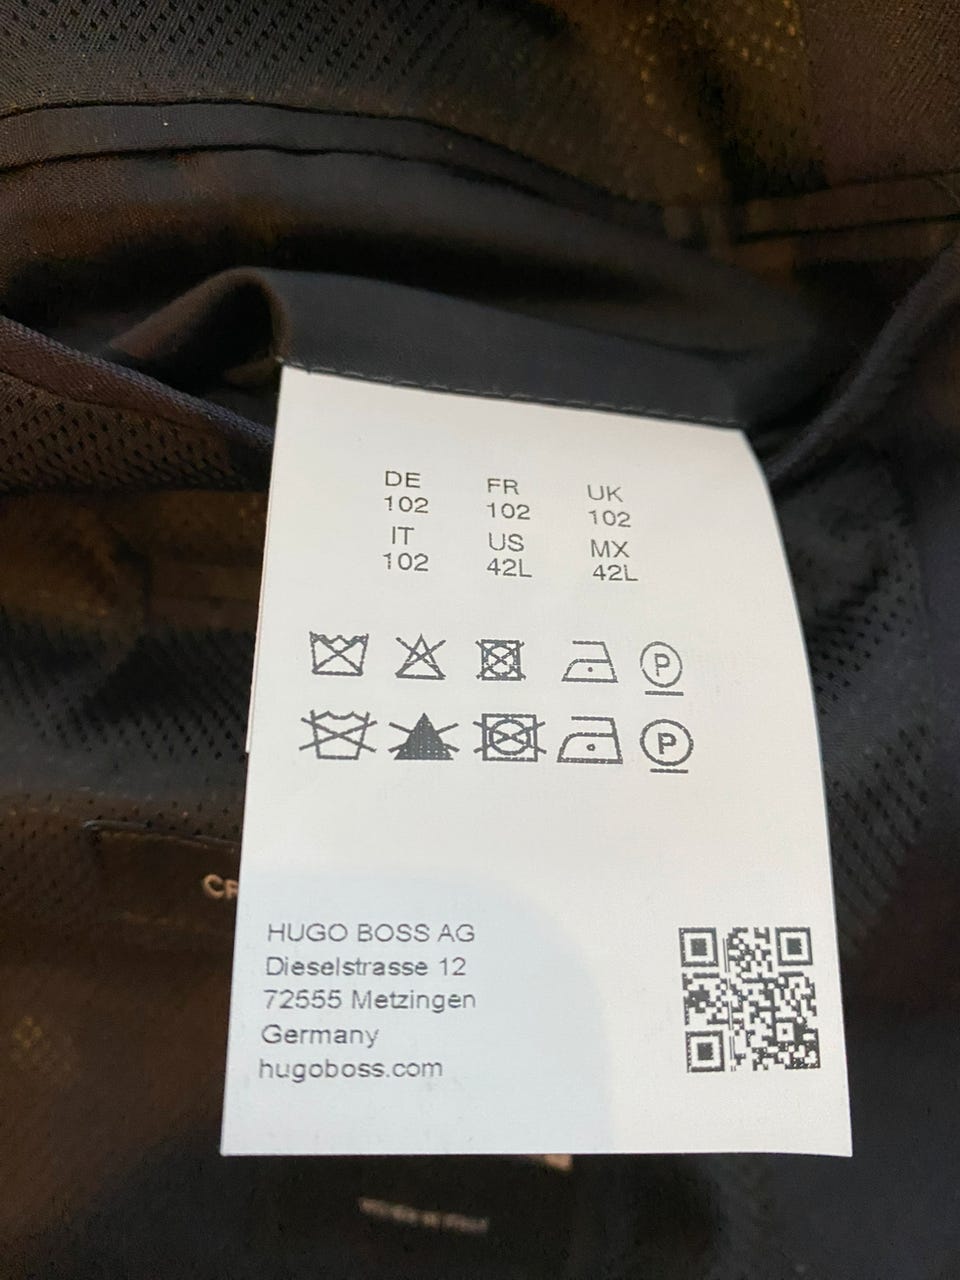 DE FR UK
102 102 102
IT US MX
102 42L 42L
P
P
CR
HUGO BOSS AG
Dieselstrasse 12
72555 Metzingen
Germany
hugoboss.com